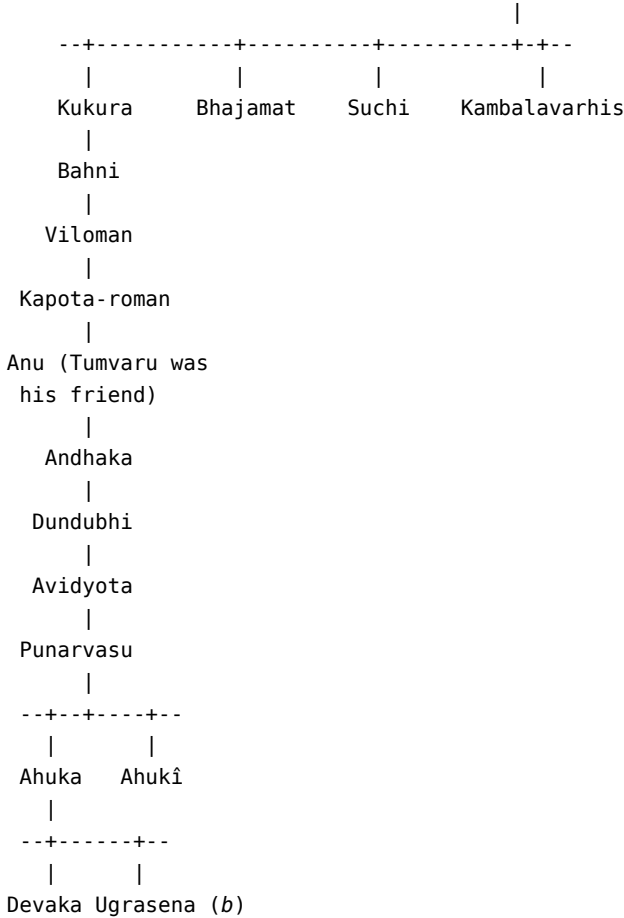 |
--+-----------+----------+----------+-+--
| | | |
Kukura Bhajamat Suchi Kambalavarhis
|
Bahni
|
Viloman
|
Kapota-roman
|
Anu (Tumvaru was
his friend)
|
Andhaka
|
Dundubhi
|
Avidyota
|
Punarvasu
|
--+--+----+--
| |
Ahuka Ahukî
|
--+------+--
| |
Devaka Ugrasena (b)